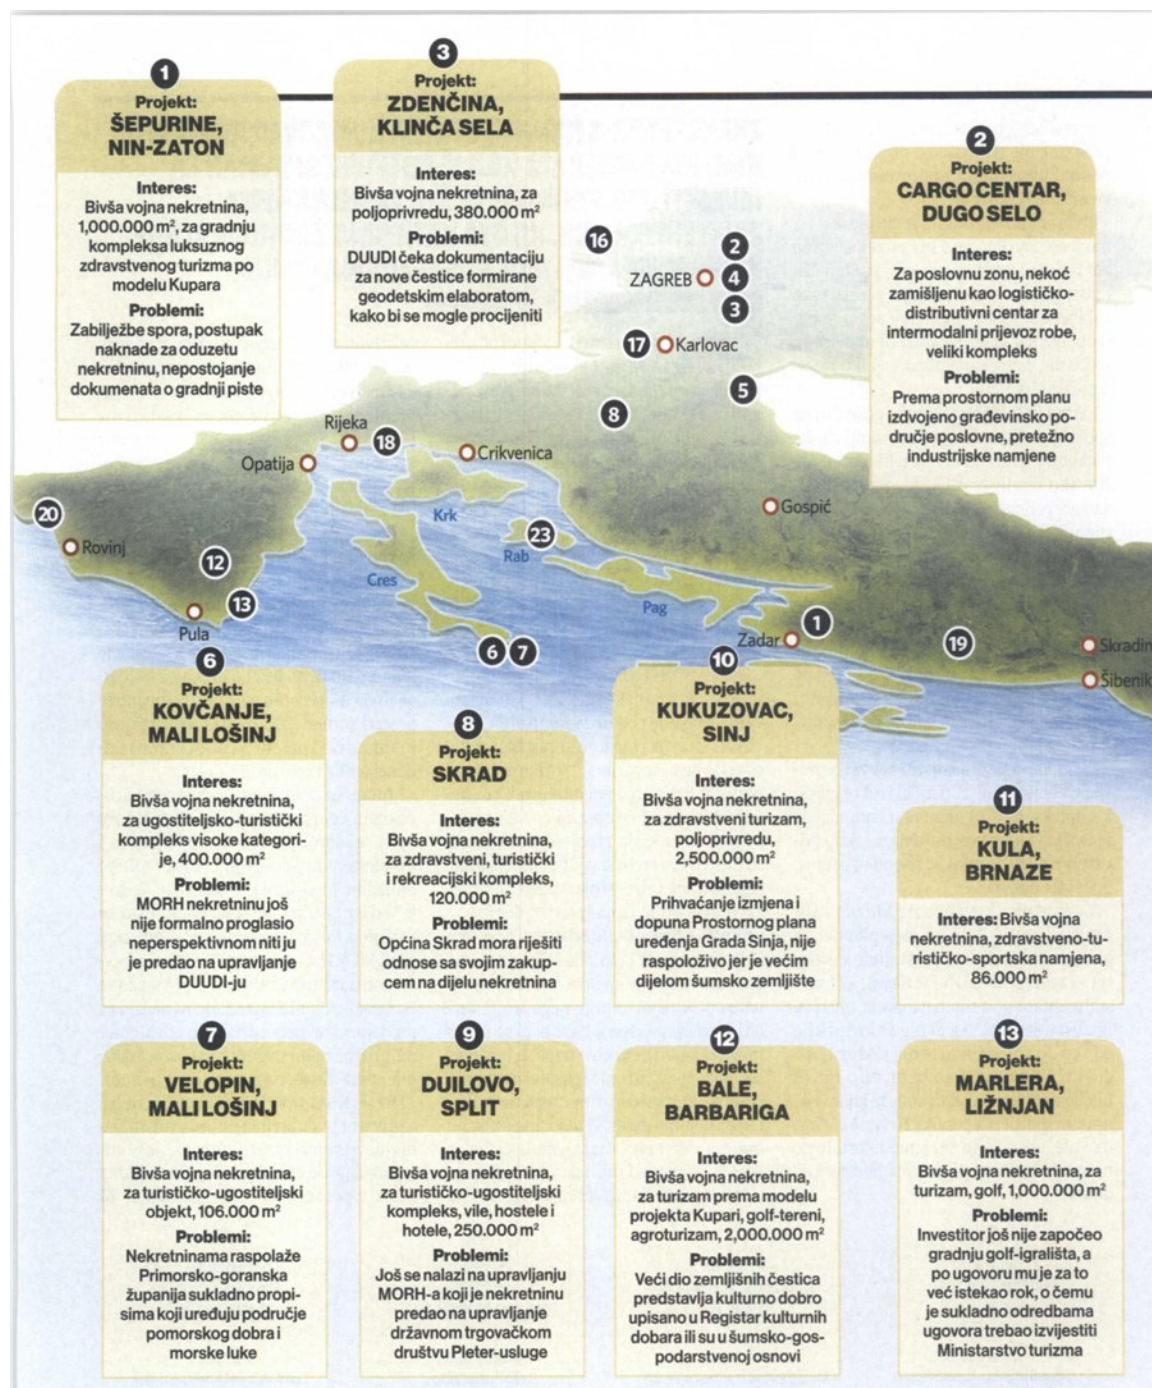 1
Projekt:
ŠEPURINE,
NIN-ZATON
Interes:
Bivša vojna nekretnina,
1,000.000 m², za gradnju
kompleksa luksuznog
zdravstvenog turizma po
modelu Kupara
Problemi:
Zabilježbe spora, postupak
naknade za oduzetu
nekretninu, nepostojanje
dokumenata o gradnji piste
3
Projekt:
ZDENČINA,
KLINČA SELA
Interes:
Bivša vojna nekretnina, za
poljoprivredu, 380.000 m²
Problemi:
DUUDI čeka dokumentaciju
za nove čestice formirane
geodetskim elaboratom,
kako bi se mogle procijeniti
2
Projekt:
CARGO CENTAR,
DUGO SELO
Interes:
Za poslovnu zonu, nekoć
zamišljenu kao logističko-
distributivni centar za
intermodalni prijevoz robe,
veliki kompleks
Problemi:
Prema prostornom planu
izdvojeno građevinsko po-
dručje poslovne, pretežno
industrijske namjene
16
2
ZAGREB
4
3
17
Karlovac
5
8
Rijeka
18
Opatija
Crikvenica
Krk
20
Rovinj
Gospić
23
Rab
12
Cres
13
Pag
Pula
1
Zadar
19
Skradin
6
7
Šibenik
6
Projekt:
KOVČANJE,
MALI LOŠINJ
Interes:
Bivša vojna nekretnina,
za ugostiteljsko-turistički
kompleks visoke kategori-
je, 400.000 m²
Problemi:
MORH nekretninu još
nije formalno proglasio
neperspektivnom niti ju
je predao na upravljanje
DUUDI-ju
8
Projekt:
SKRAD
Interes:
Bivša vojna nekretnina,
za zdravstveni, turistički
i rekreacijski kompleks,
120.000 m²
Problemi:
Općina Skrad mora riješiti
odnose sa svojim zakup-
cem na dijelu nekretnina
10
Projekt:
KUKUZOVAC,
SINJ
Interes:
Bivša vojna nekretnina,
za zdravstveni turizam,
poljoprivredu,
2,500.000 m²
Problemi:
Prihvaćanje izmjena i
dopuna Prostornog plana
uređenja Grada Sinja, nije
raspoloživo jer je većim
dijelom šumsko zemljište
11
Projekt:
KULA,
BRNAZE
Interes: Bivša vojna
nekretnina, zdravstveno-tu-
rističko-sportska namjena,
86.000 m²
7
Projekt:
VELOPIN,
MALI LOŠINJ
Interes:
Bivša vojna nekretnina,
za turističko-ugostiteljski
objekt, 106.000 m²
Problemi:
Nekretninama raspolaže
Primorsko-goranska
županija sukladno propi-
sima koji uređuju područje
pomorskog dobra i
morske luke
9
Projekt:
DUILOVO,
SPLIT
Interes:
Bivša vojna nekretnina,
za turističko-ugostiteljski
kompleks, vile, hostele i
hotele, 250.000 m²
Problemi:
Još se nalazi na upravljanju
MORH-a koji je nekretninu
predao na upravljanje
državnom trgovačkom
društvu Pleter-usluge
12
Projekt:
BALE,
BARBARIGA
Interes:
Bivša vojna nekretnina,
za turizam prema modelu
projekta Kupari, golf-tereni,
agroturizam, 2,000.000 m²
Problemi:
Veći dio zemljišnih čestica
predstavlja kulturno dobro
upisano u Registar kulturnih
dobara ili su u šumsko-gos-
podarstvenoj osnovi
13
Projekt:
MARLERA,
LIŽNJAN
Interes:
Bivša vojna nekretnina, za
turizam, golf, 1,000.000 m²
Problemi:
Investitor još nije započeo
gradnju golf-igrališta, a
po ugovoru mu je za to
već istekao rok, o čemu
je sukladno odredbama
ugovora trebao izvijestiti
Ministarstvo turizma